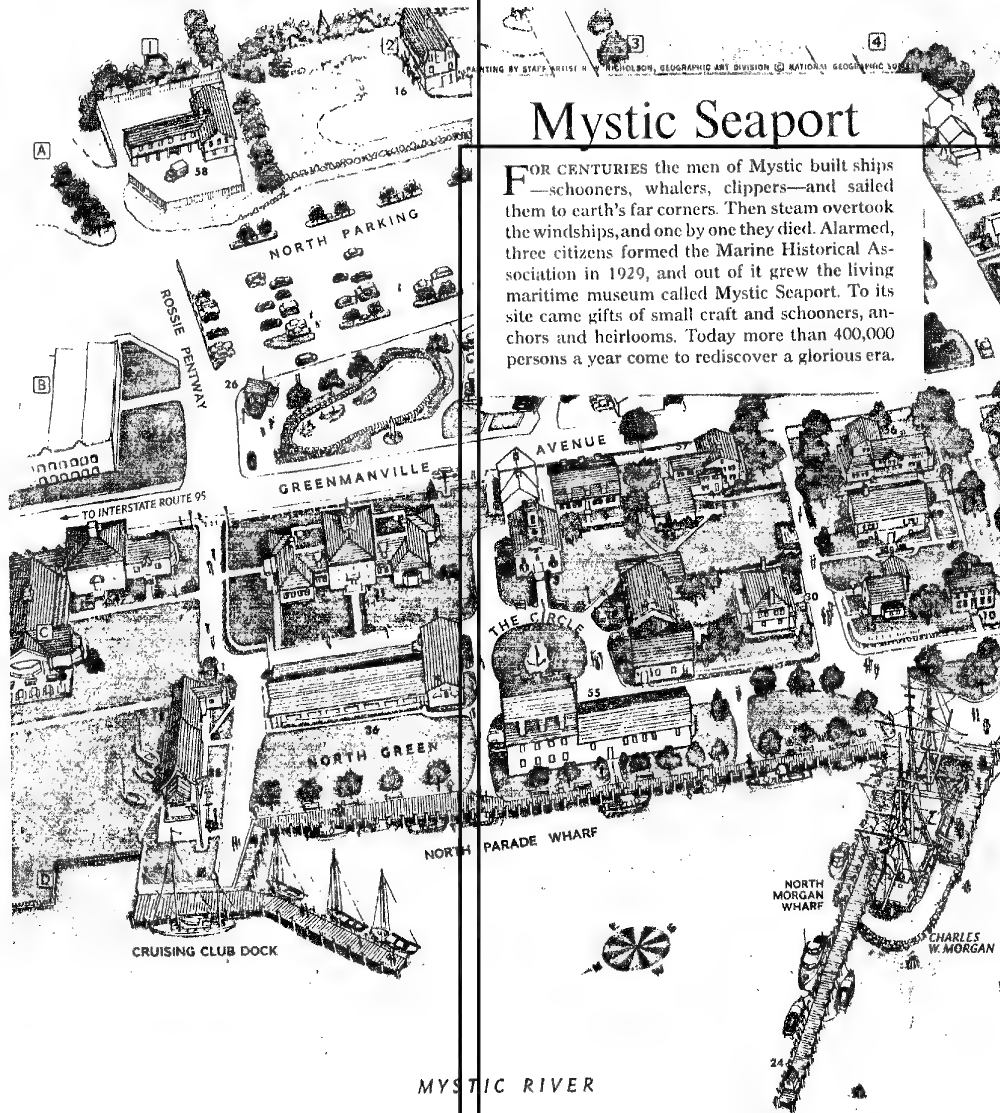 1
2
3
4
PAINTING BY STAFF ARTIST H. W. NICHOLSON, GEOGRAPHIC ART DIVISION © NATIONAL GEOGRAPHIC
16
Mystic Seaport
A
58
FOR CENTURIES the men of Mystic built ships
—schooners, whalers, clippers—and sailed
them to earth's far corners. Then steam overtook
the windships, and one by one they died. Alarmed,
three citizens formed the Marine Historical As-
sociation in 1929, and out of it grew the living
maritime museum called Mystic Seaport. To its
site came gifts of small craft and schooners, an-
chors and heirlooms. Today more than 400,000
persons a year come to rediscover a glorious era.
NORTH PARKING
ROSSIE PENTWAY
B
26
AVENUE
GREENMANVILLE
TO INTERSTATE ROUTE 95
30
C
THE CIRCLE
55
36
NORTH GREEN
NORTH PARADE WHARF
D
NORTH
MORGAN
WHARF
CRUISING CLUB DOCK
CHARLES
W. MORGAN
24
MYSTIC RIVER